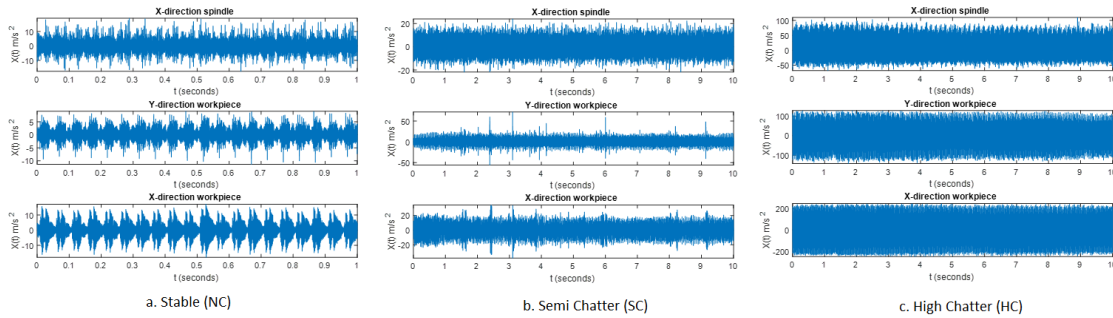 X-direction spindle
X(t) m/s 2
10
0
-10
0 0.1 0.2 0.3 0.4 0.5 0.6 0.7 0.8 0.9 1
t (seconds)
Y-direction workpiece
X(t) m/s 2
5
0
-5
-10
0 0.1 0.2 0.3 0.4 0.5 0.6 0.7 0.8 0.9 1
t (seconds)
X-direction workpiece
X(t) m/s 2
10
0
-10
0 0.1 0.2 0.3 0.4 0.5 0.6 0.7 0.8 0.9 1
t (seconds)
a. Stable (NC)
X-direction spindle
X(t) m/s 2
20
0
-20
0 1 2 3 4 5 6 7 8 9 10
t (seconds)
Y-direction workpiece
X(t) m/s 2
50
0
-50
0 1 2 3 4 5 6 7 8 9 10
t (seconds)
X-direction workpiece
X(t) m/s 2
20
0
-20
0 1 2 3 4 5 6 7 8 9 10
t (seconds)
b. Semi Chatter (SC)
X-direction spindle
X(t) m/s 2
100
50
0
-50
0 1 2 3 4 5 6 7 8 9 10
t (seconds)
Y-direction workpiece
X(t) m/s 2
100
0
-100
0 1 2 3 4 5 6 7 8 9 10
t (seconds)
X-direction workpiece
X(t) m/s 2
200
0
-200
0 1 2 3 4 5 6 7 8 9 10
t (seconds)
c. High Chatter (HC)